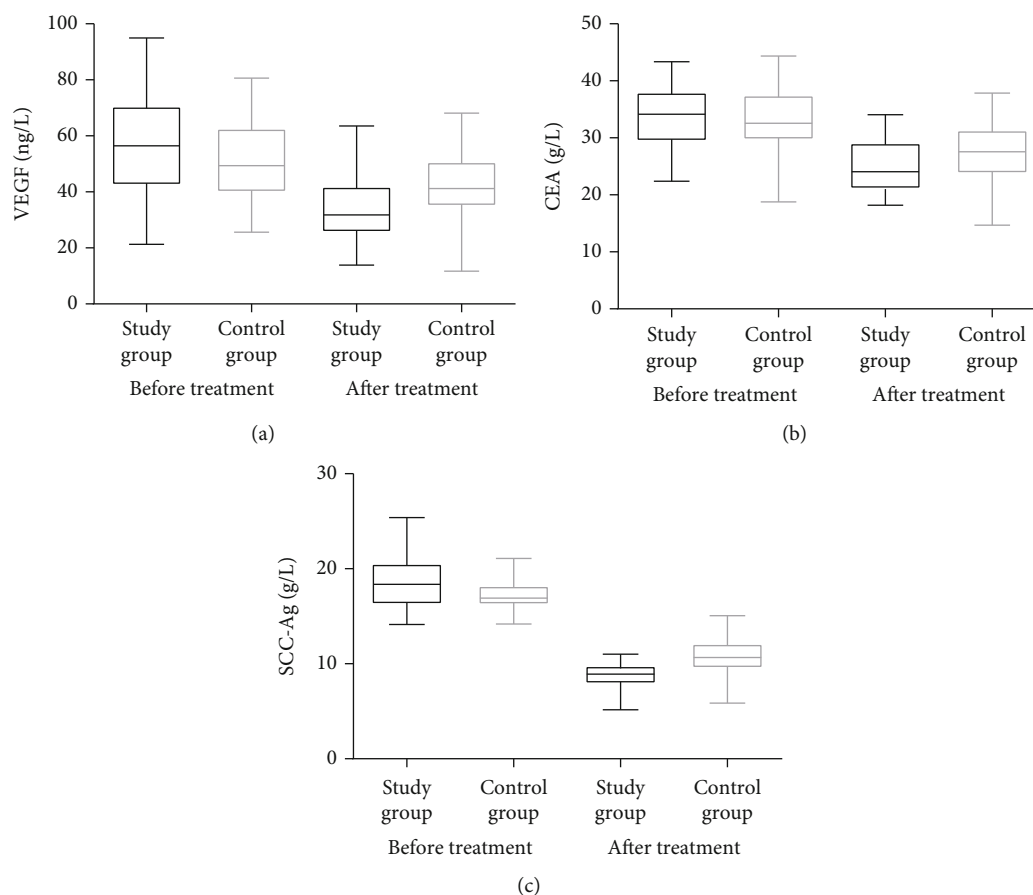 VEGF (ng/L)
100
80
60
40
20
0
Study group
Control group
Study group
Control group
Before treatment
After treatment
(a)
CEA (g/L)
50
40
30
20
10
0
Study group
Control group
Study group
Control group
Before treatment
After treatment
(b)
SCC-Ag (g/L)
30
20
10
0
Study group
Control group
Study group
Control group
Before treatment
After treatment
(c)